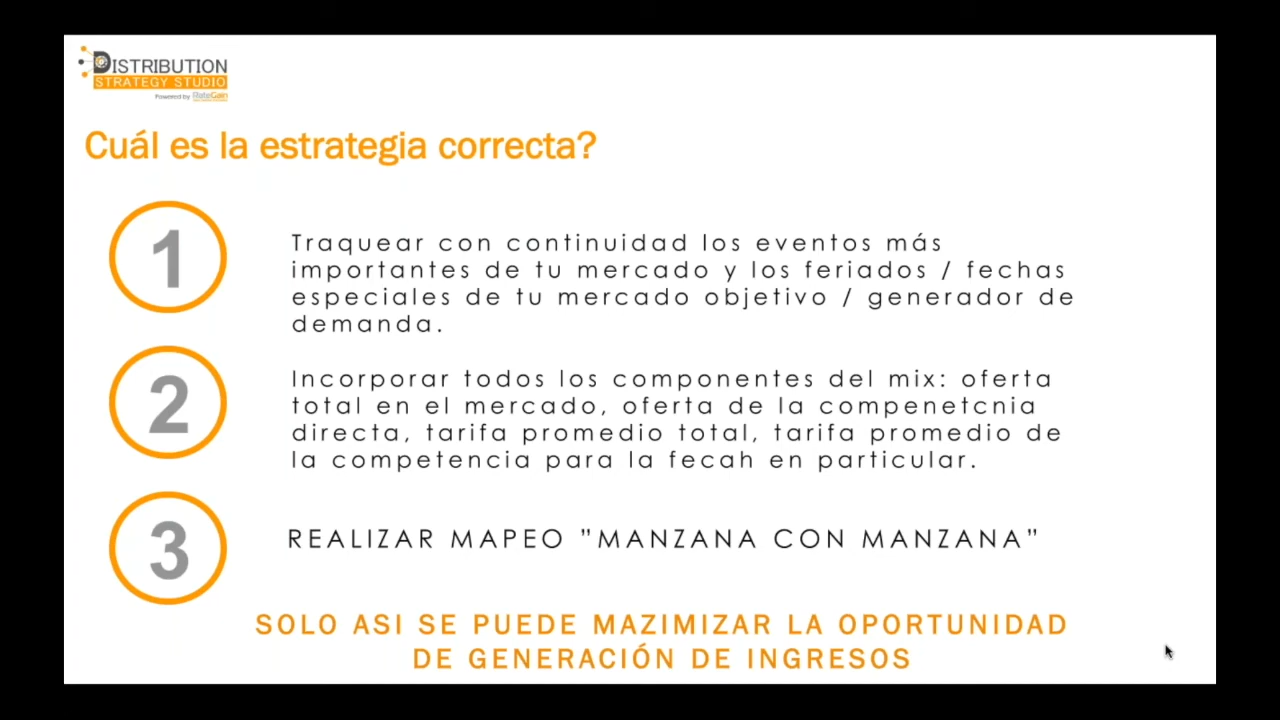 DISTRIBUTION
STRATEGY STUDIO
Powered by RateGain
Cuál es la estrategia correcta?
1
Traquear con continuidad los eventos más
importantes de tu mercado y los feriados / fechas
especiales de tu mercado objetivo / generador de
demanda.
2
Incorporar todos los componentes del mix: oferta
total en el mercado, oferta de la compenetcnia
directa, tarifa promedio total, tarifa promedio de
la competencia para la fecah en particular.
3
REALIZAR MAPEO "MANZANA CON MANZANA"
SOLO ASI SE PUEDE MAZIMIZAR LA OPORTUNIDAD
DE GENERACIÓN DE INGRESOS